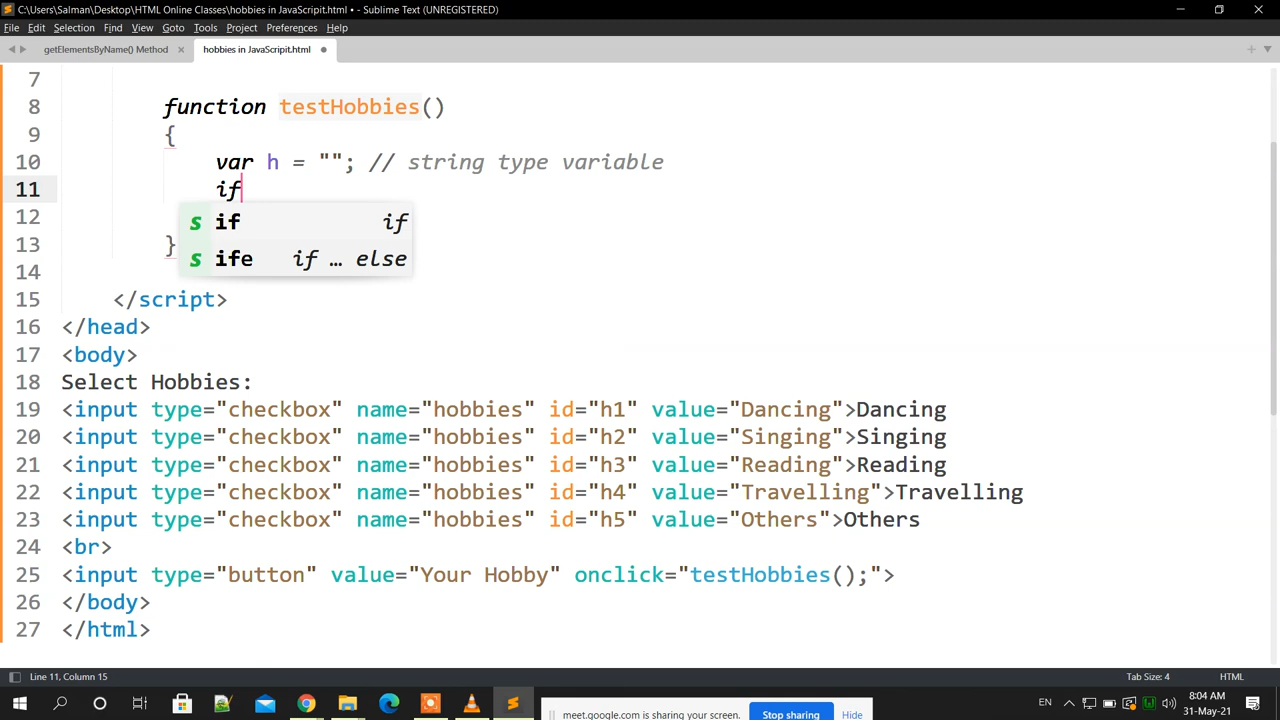 C:\Users\Salman\Desktop\HTML Online Classes\hobbies in JavaScripit.html • - Sublime Text (UNREGISTERED)
File Edit Selection Find View Goto Tools Project Preferences Help
getElementsByName() Method × hobbies in JavaScripit.html
7
8 function testHobbies()
9 {
10 var h = ""; // string type variable
11 if
12 s if if
13 } s ife if … else
14
15 </script>
16 </head>
17 <body>
18 Select Hobbies:
19 <input type="checkbox" name="hobbies" id="h1" value="Dancing">Dancing
20 <input type="checkbox" name="hobbies" id="h2" value="Singing">Singing
21 <input type="checkbox" name="hobbies" id="h3" value="Reading">Reading
22 <input type="checkbox" name="hobbies" id="h4" value="Travelling">Travelling
23 <input type="checkbox" name="hobbies" id="h5" value="Others">Others
24 <br>
25 <input type="button" value="Your Hobby" onclick="testHobbies();">
26 </body>
27 </html>
Line 11, Column 15 Tab Size: 4 HTML
EN 8:04 AM
31-May-21
meet.google.com is sharing your screen. Stop sharing Hide